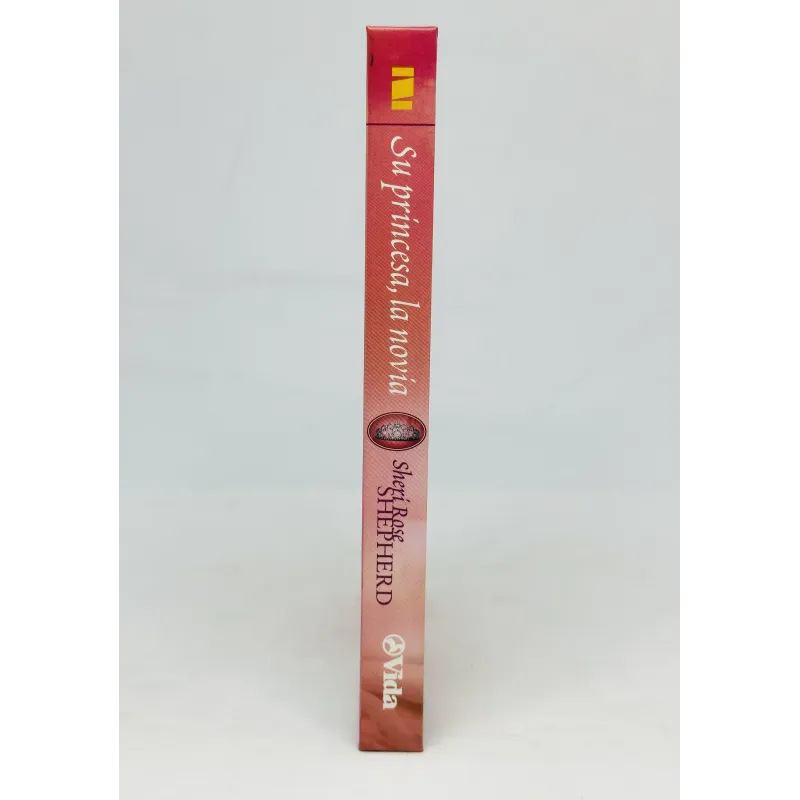 Su princesa, la novia
Sheri Rose
SHEPHERD
Vida